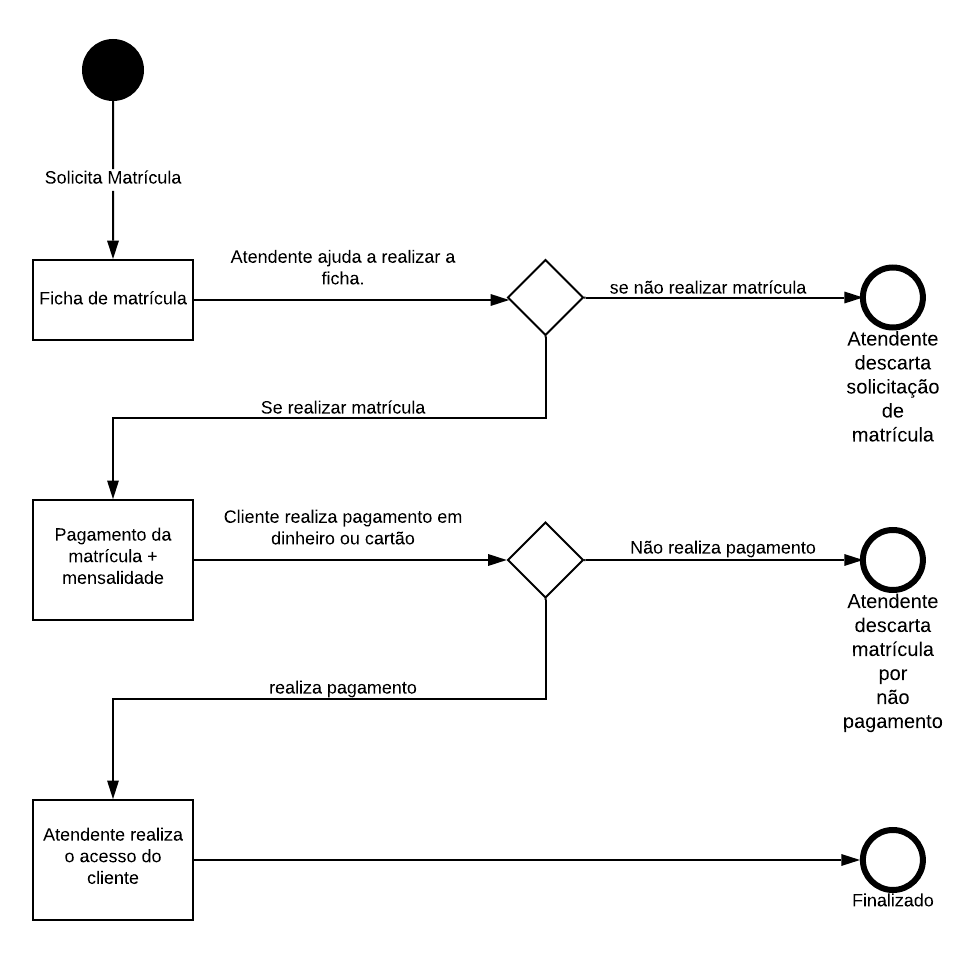 Solicita Matrícula
Atendente ajuda a realizar a
ficha.
Ficha de matrícula
se não realizar matrícula
Atendente
descarta
solicitação
de
matrícula
Se realizar matrícula
Cliente realiza pagamento em
dinheiro ou cartão
Pagamento da
matrícula +
mensalidade
Não realiza pagamento
Atendente
descarta
matrícula
por
não
pagamento
realiza pagamento
Atendente realiza
o acesso do
cliente
Finalizado